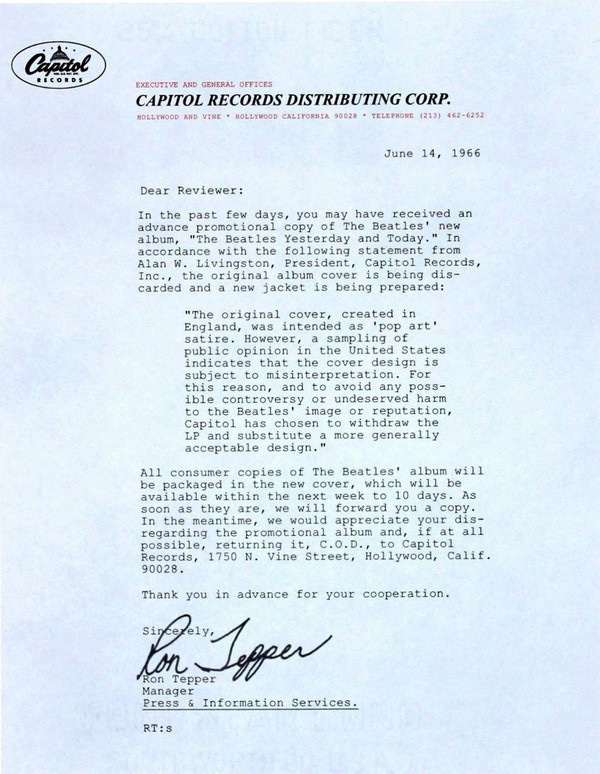 Capitol
RECORDS
EXECUTIVE AND GENERAL OFFICES
CAPITOL RECORDS DISTRIBUTING CORP.
HOLLYWOOD AND VINE * HOLLYWOOD CALIFORNIA 90028 * TELEPHONE (213) 462-6252
June 14, 1966
Dear Reviewer:
In the past few days, you may have received an
advance promotional copy of The Beatles' new
album, "The Beatles Yesterday and Today." In
accordance with the following statement from
Alan W. Livingston, President, Capitol Records,
Inc., the original album cover is being dis-
carded and a new jacket is being prepared:
"The original cover, created in
England, was intended as 'pop art'
satire. However, a sampling of
public opinion in the United States
indicates that the cover design is
subject to misinterpretation. For
this reason, and to avoid any poss-
ible controversy or undeserved harm
to the Beatles' image or reputation,
Capitol has chosen to withdraw the
LP and substitute a more generally
acceptable design."
All consumer copies of The Beatles' album will
be packaged in the new cover, which will be
available within the next week to 10 days. As
soon as they are, we will forward you a copy.
In the meantime, we would appreciate your dis-
regarding the promotional album and, if at all
possible, returning it, C.O.D., to Capitol
Records, 1750 N. Vine Street, Hollywood, Calif.
90028.
Thank you in advance for your cooperation.
Sincerely,
Ron Tepper
Ron Tepper
Manager
Press & Information Services.
RT:s